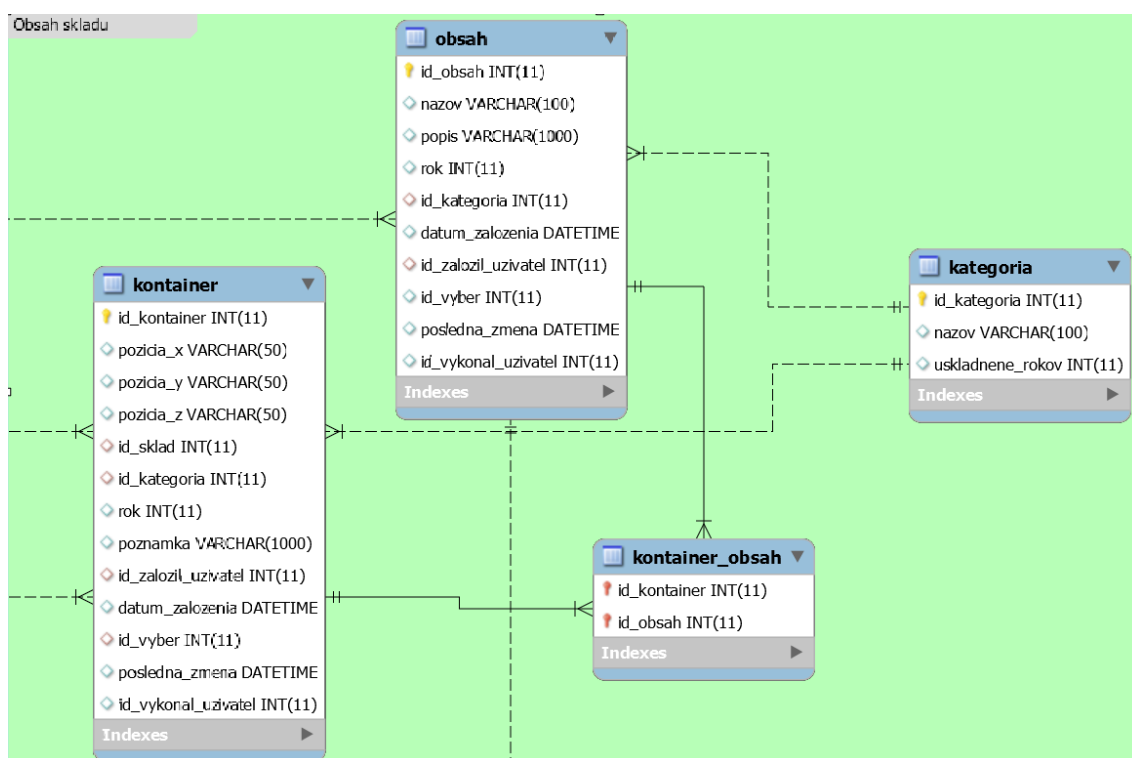 Obsah skladu
obsah
id_obsah INT(11)
nazov VARCHAR(100)
popis VARCHAR(1000)
rok INT(11)
id_kategoria INT(11)
datum_zalozenia DATETIME
id_zalozil_uzivatel INT(11)
id_vyber INT(11)
posledna_zmena DATETIME
id_vykonal_uzivatel INT(11)
Indexes
kontainer
id_kontainer INT(11)
pozicia_x VARCHAR(50)
pozicia_y VARCHAR(50)
pozicia_z VARCHAR(50)
id_sklad INT(11)
id_kategoria INT(11)
rok INT(11)
poznamka VARCHAR(1000)
id_zalozil_uzivatel INT(11)
datum_zalozenia DATETIME
id_vyber INT(11)
posledna_zmena DATETIME
id_vykonal_uzivatel INT(11)
Indexes
kategoria
id_kategoria INT(11)
nazov VARCHAR(100)
uskladnene_rokov INT(11)
Indexes
kontainer_obsah
id_kontainer INT(11)
id_obsah INT(11)
Indexes